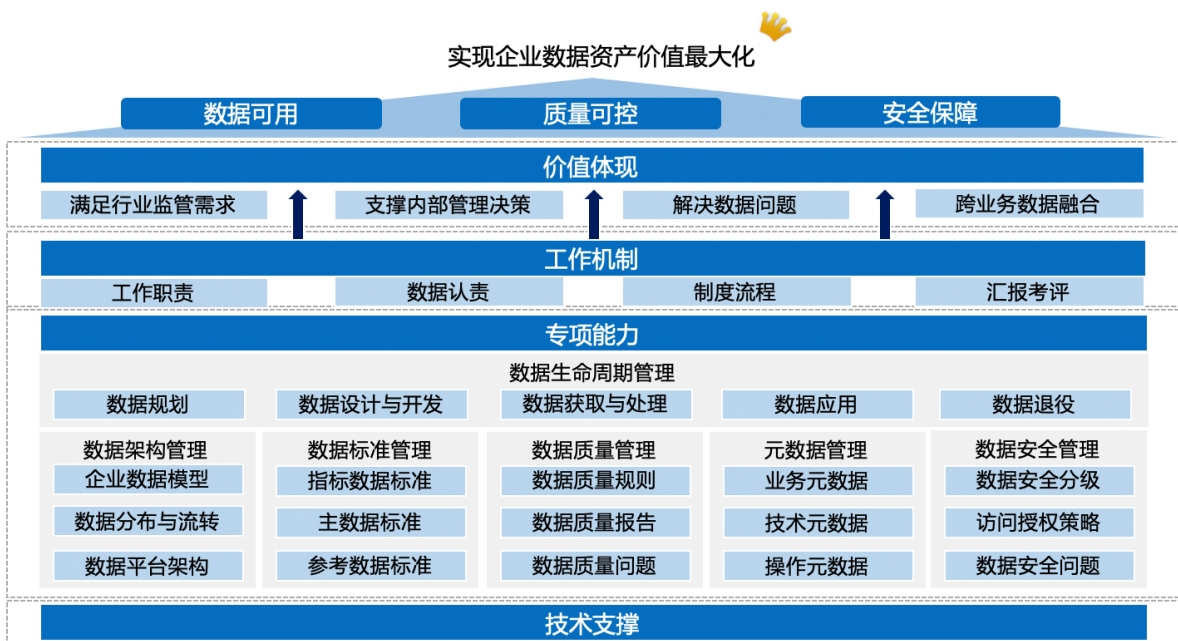 实现企业数据资产价值最大化
数据可用 质量可控 安全保障
价值体现
满足行业监管需求 支撑内部管理决策 解决数据问题 跨业务数据融合
工作机制
工作职责 数据认责 制度流程 汇报考评
专项能力
数据生命周期管理
数据规划 数据设计与开发 数据获取与处理 数据应用 数据退役
数据架构管理 数据标准管理 数据质量管理 元数据管理 数据安全管理
企业数据模型 指标数据标准 数据质量规则 业务元数据 数据安全分级
数据分布与流转 主数据标准 数据质量报告 技术元数据 访问授权策略
数据平台架构 参考数据标准 数据质量问题 操作元数据 数据安全问题
技术支撑